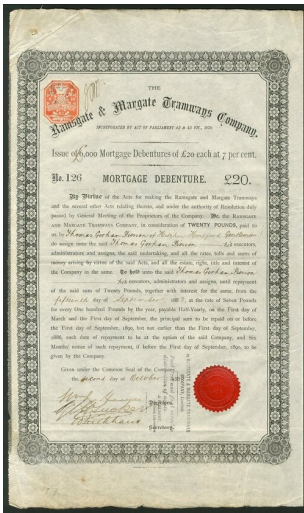 THE
Ramsgate & Margate Tramways Company,
INCORPORATED BY ACT OF PARLIAMENT 42 & 43 VIC., 1879.
Issue of £6,000 Mortgage Debentures of £20 each at 7 per cent.
No. 126 MORTGAGE DEBENTURE. £20.
By Virtue of the Acts for making the Ramsgate and Margate Tramways
and the several other Acts relating thereto, and under the authority of Resolution duly
passed by General Meeting of the Proprietors of the Company. We the RAMSGATE
AND MARGATE TRAMWAYS COMPANY, in consideration of TWENTY POUNDS, paid to
us, by Thomas of Gentleman
do assign unto the said Thomas his executors,
administrators and assigns, the said undertaking, and all the rates, tolls and sums of
money arising by virtue of the said Acts, and all the estate, right, title and interest of
the Company in the same. To hold unto the said Thomas
his executors, administrators and assigns, until repayment
of the said sum of Twenty Pounds, together with interest for the same, from the
fifteenth day of September 188, at the rate of Seven Pounds
for every One hundred Pounds by the year, payable Half-Yearly, on the First day of
March and the First day of September, the principal sum to be repaid on or before
the First day of September, 1890, but not earlier than the First day of September,
1886, such date of repayment to be at the option of the said Company, and Six
Months notice of such repayment, if before the First day of September, 1890, to be
given by the Company.
Given under the Common Seal of the Company
this second day of October 188
Directors.
Secretary.